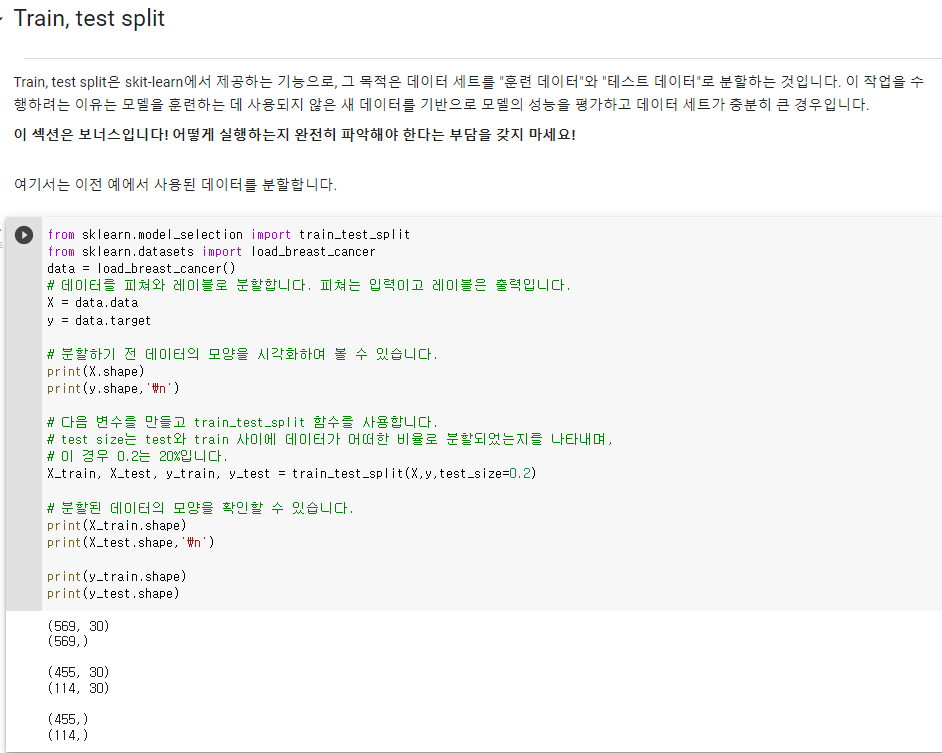 Train, test split
Train, test split은 skit-learn에서 제공하는 기능으로, 그 목적은 데이터 세트를 "훈련 데이터"와 "테스트 데이터"로 분할하는 것입니다. 이 작업을 수
행하려는 이유는 모델을 훈련하는 데 사용되지 않은 새 데이터를 기반으로 모델의 성능을 평가하고 데이터 세트가 충분히 큰 경우입니다.
이 섹션은 보너스입니다! 어떻게 실행하는지 완전히 파악해야 한다는 부담을 갖지 마세요!
여기서는 이전 예에서 사용된 데이터를 분할합니다.
from sklearn.model_selection import train_test_split
from sklearn.datasets import load_breast_cancer
data = load_breast_cancer()
# 데이터를 피쳐와 레이블로 분할합니다. 피쳐는 입력이고 레이블은 출력입니다.
X = data.data
y = data.target
# 분할하기 전 데이터의 모양을 시각화하여 볼 수 있습니다.
print(X.shape)
print(y.shape,'₩n')
# 다음 변수를 만들고 train_test_split 함수를 사용합니다.
# test size는 test와 train 사이에 데이터가 어떠한 비율로 분할되었는지를 나타내며,
# 이 경우 0.2는 20%입니다.
X_train, X_test, y_train, y_test = train_test_split(X,y,test_size=0.2)
# 분할된 데이터의 모양을 확인할 수 있습니다.
print(X_train.shape)
print(X_test.shape,'₩n')
print(y_train.shape)
print(y_test.shape)
(569, 30)
(569,)
(455, 30)
(114, 30)
(455,)
(114,)